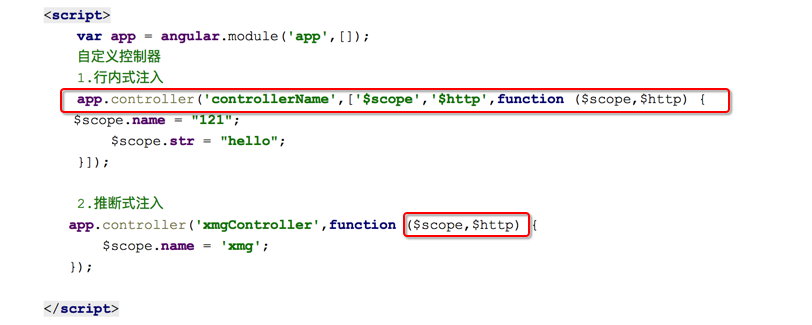 <script>
var app = angular.module('app',[]);
自定义控制器
1.行内式注入
app.controller('controllerName',['$scope','$http',function ($scope,$http) {
$scope.name = "121";
$scope.str = "hello";
}]);
2.推断式注入
app.controller('xmgController',function ($scope,$http) {
$scope.name = 'xmg';
});
</script>